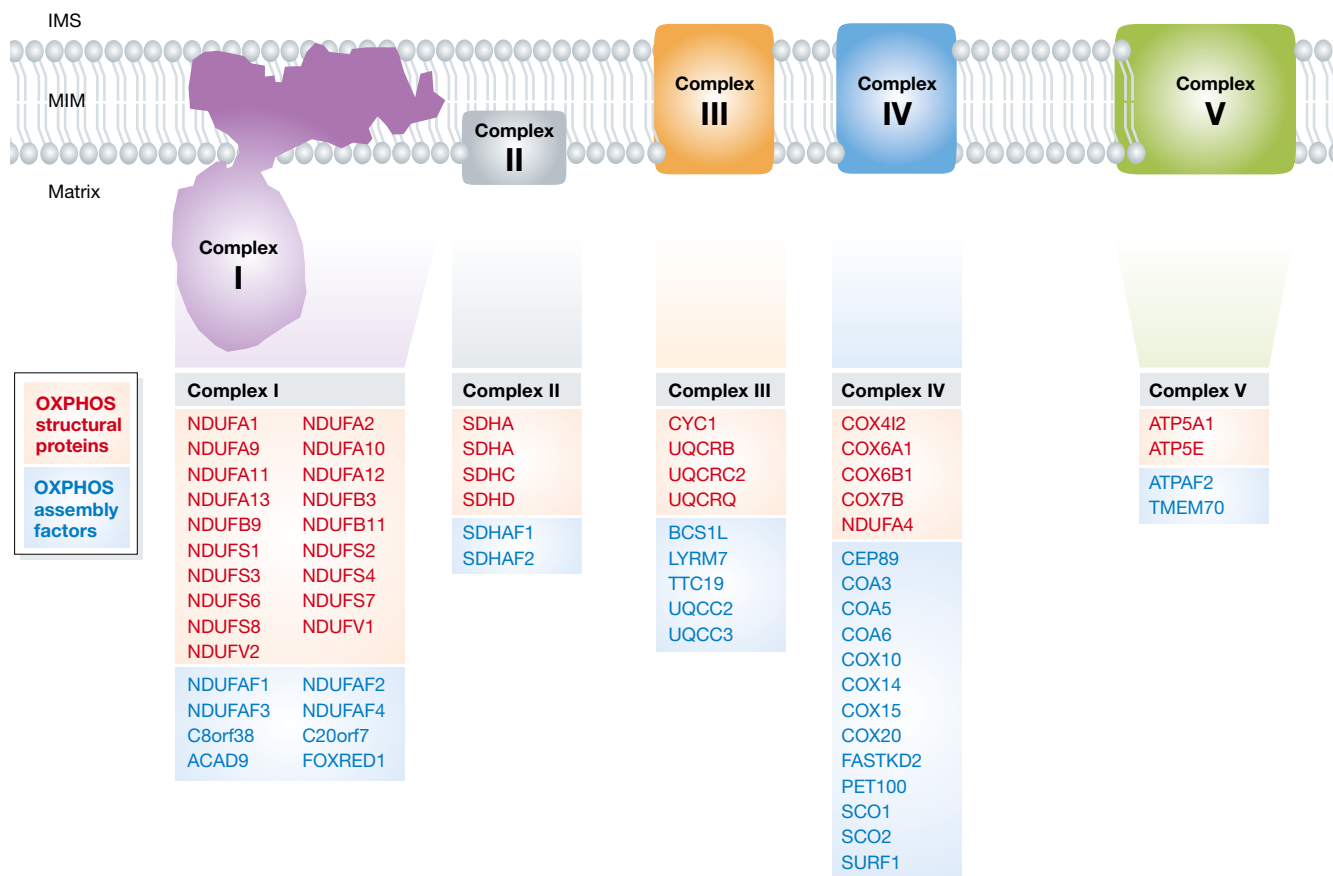 IMS
MIM
Matrix
Complex
I
Complex
II
Complex
III
Complex
IV
Complex
V
OXPHOS
structural
proteins
OXPHOS
assembly
factors
Complex I
NDUFA1 NDUFA2
NDUFA9 NDUFA10
NDUFA11 NDUFA12
NDUFA13 NDUFB3
NDUFB9 NDUFB11
NDUFS1 NDUFS2
NDUFS3 NDUFS4
NDUFS6 NDUFS7
NDUFS8 NDUFV1
NDUFV2
NDUFAF1 NDUFAF2
NDUFAF3 NDUFAF4
C8orf38 C20orf7
ACAD9 FOXRED1
Complex II
SDHA
SDHA
SDHC
SDHD
SDHAF1
SDHAF2
Complex III
CYC1
UQCRB
UQCRC2
UQCRQ
BCS1L
LYRM7
TTC19
UQCC2
UQCC3
Complex IV
COX4I2
COX6A1
COX6B1
COX7B
NDUFA4
CEP89
COA3
COA5
COA6
COX10
COX14
COX15
COX20
FASTKD2
PET100
SCO1
SCO2
SURF1
Complex V
ATP5A1
ATP5E
ATPAF2
TMEM70